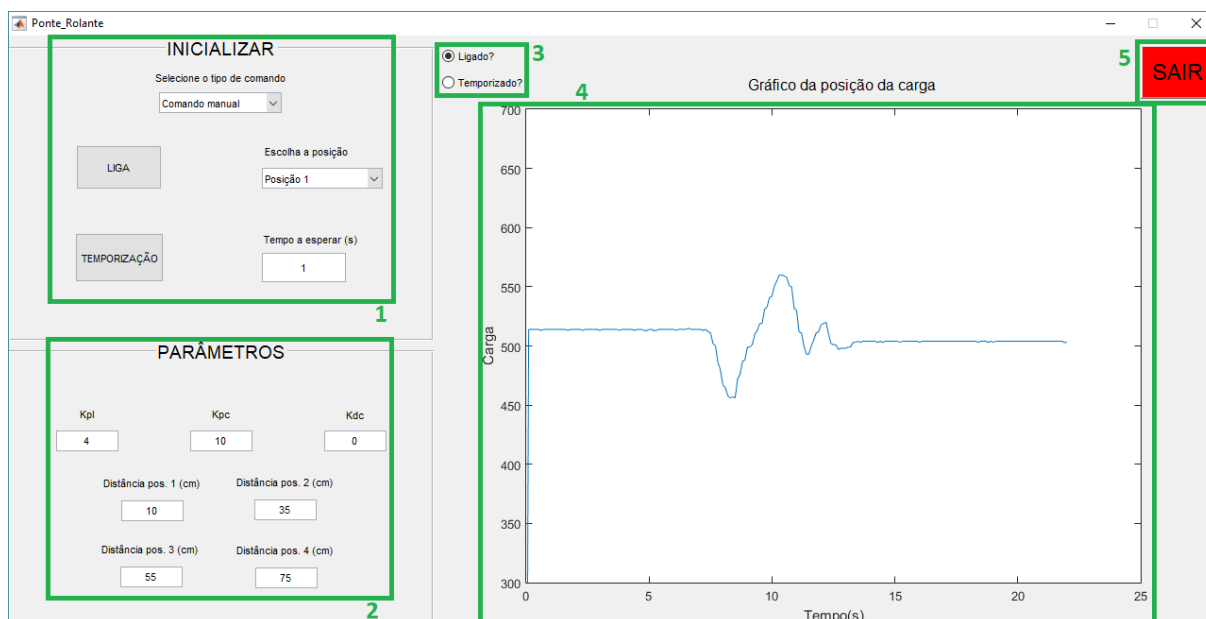 Ponte_Rolante
INICIALIZAR
Selecione o tipo de comando
Comando manual
LIGA
Escolha a posição
Posição 1
TEMPORIZAÇÃO
Tempo a esperar (s)
1
1
PARÂMETROS
Kpl
Kpc
Kdc
4
10
0
Distância pos. 1 (cm)
Distância pos. 2 (cm)
10
35
Distância pos. 3 (cm)
Distância pos. 4 (cm)
55
75
2
Ligado?
Temporizado?
3
4
5
SAIR
Gráfico da posição da carga
700
650
600
550
500
450
400
350
300
Carga
0
5
10
15
20
25
Tempo(s)